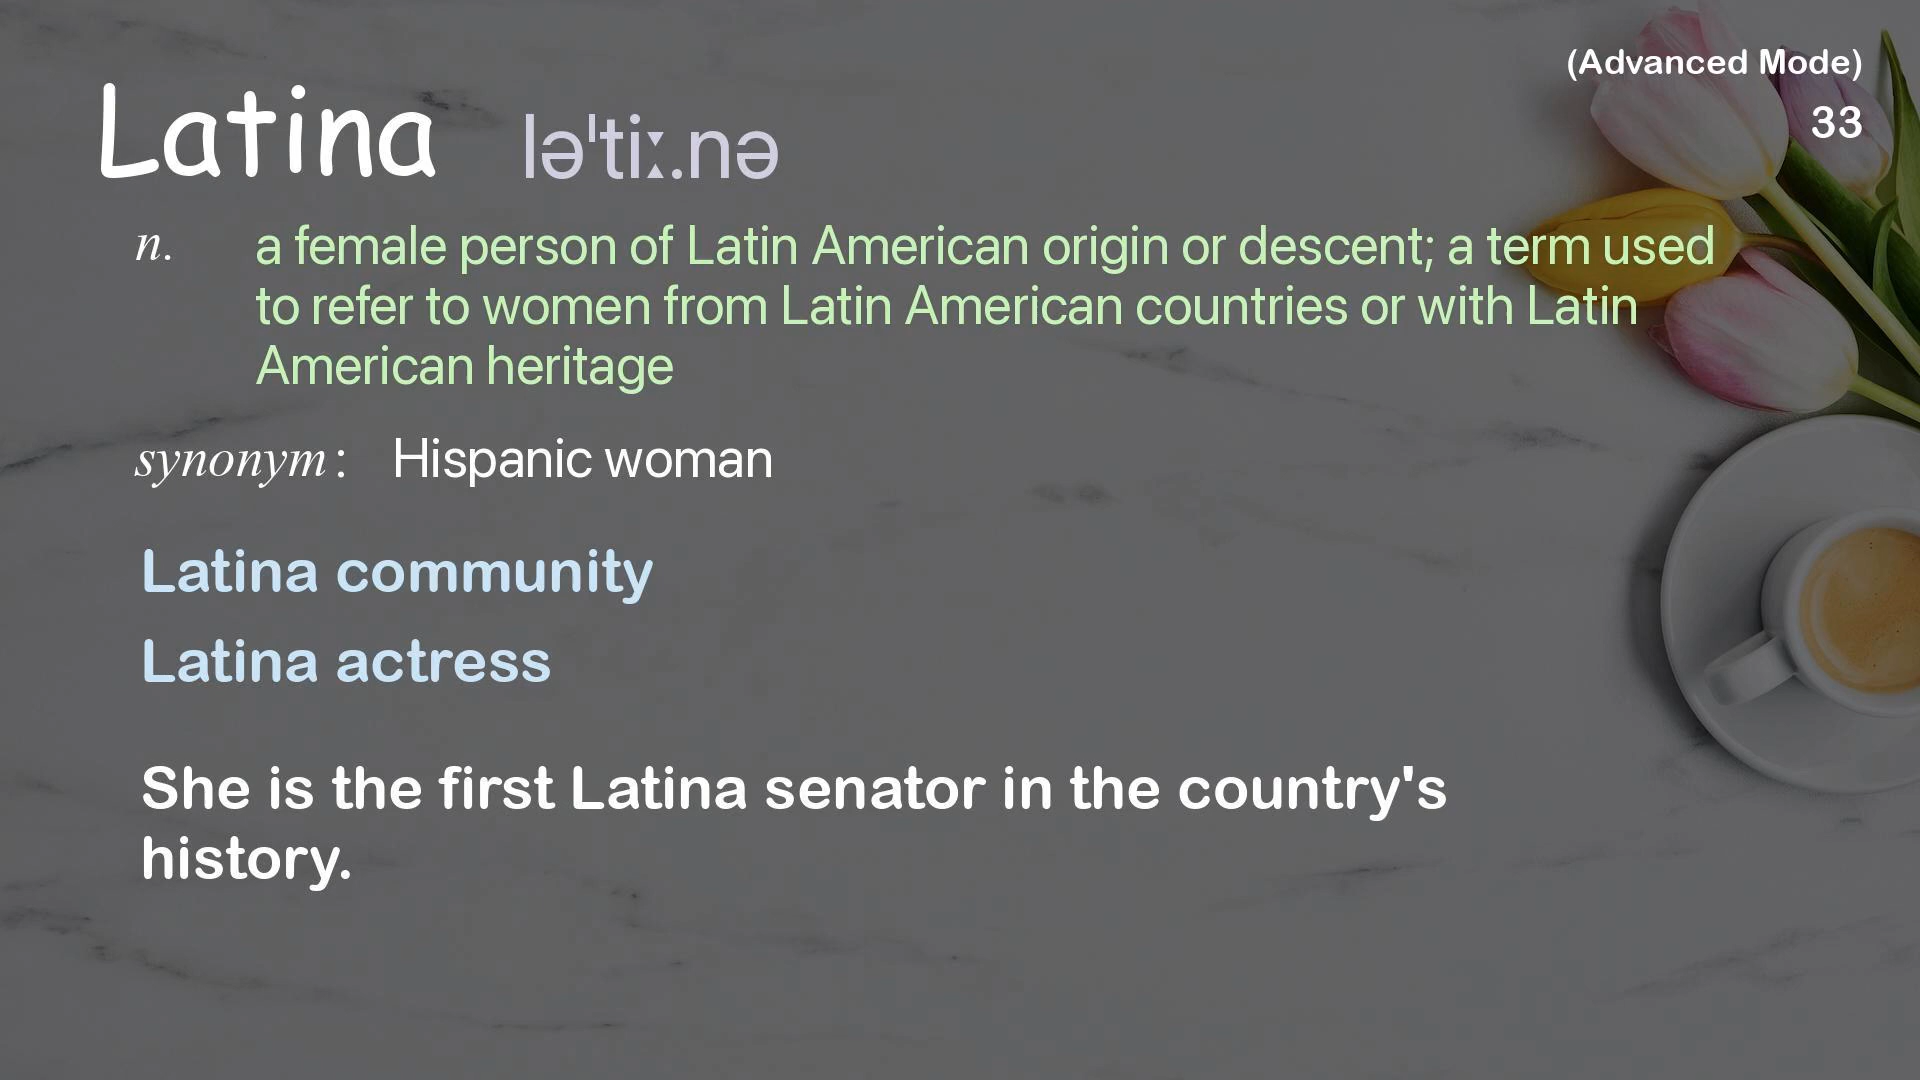 (Advanced Mode)
33
Latina ləˈtiː.nə
n. a female person of Latin American origin or descent; a term used
to refer to women from Latin American countries or with Latin
American heritage
synonym: Hispanic woman
Latina community
Latina actress
She is the first Latina senator in the country's
history.